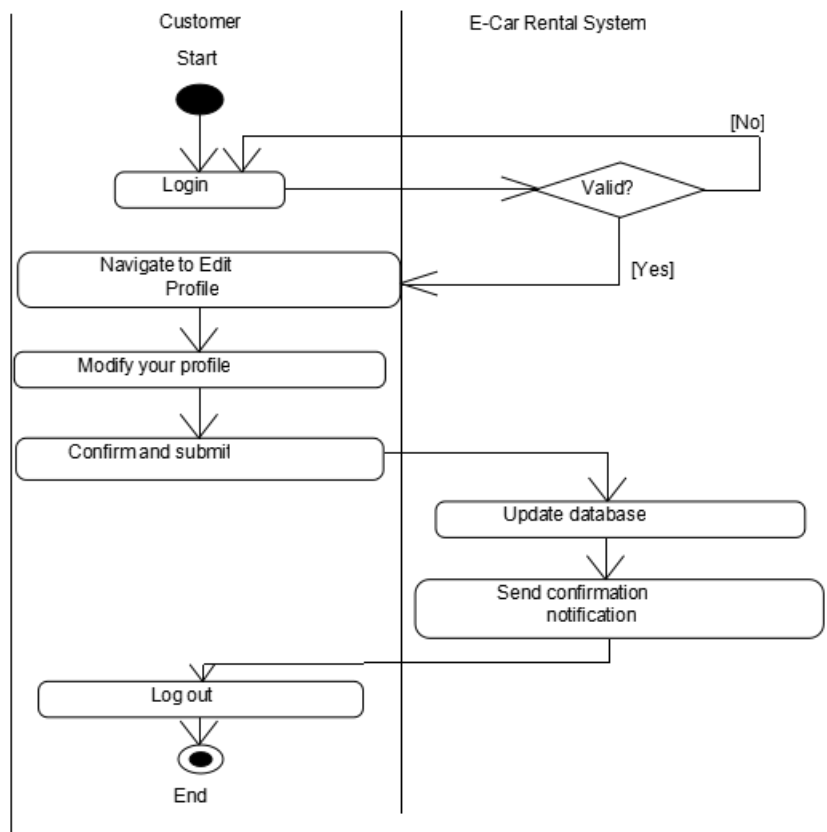 Customer
E-Car Rental System
Start
[No]
Login
Valid?
Navigate to Edit
Profile
[Yes]
Modify your profile
Confirm and submit
Update database
Send confirmation
notification
Log out
End